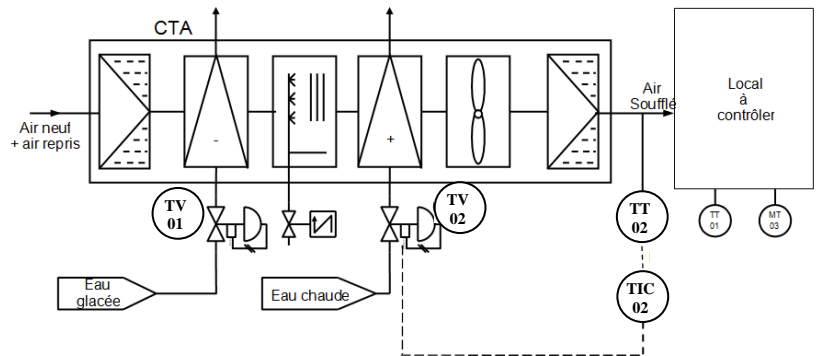 CTA
Air neuf
+ air repris
-
+
Air
Soufflé
Local
à
contrôler
TV
01
TV
02
TT
02
TT
01
MT
03
Eau
glacée
Eau chaude
TIC
02